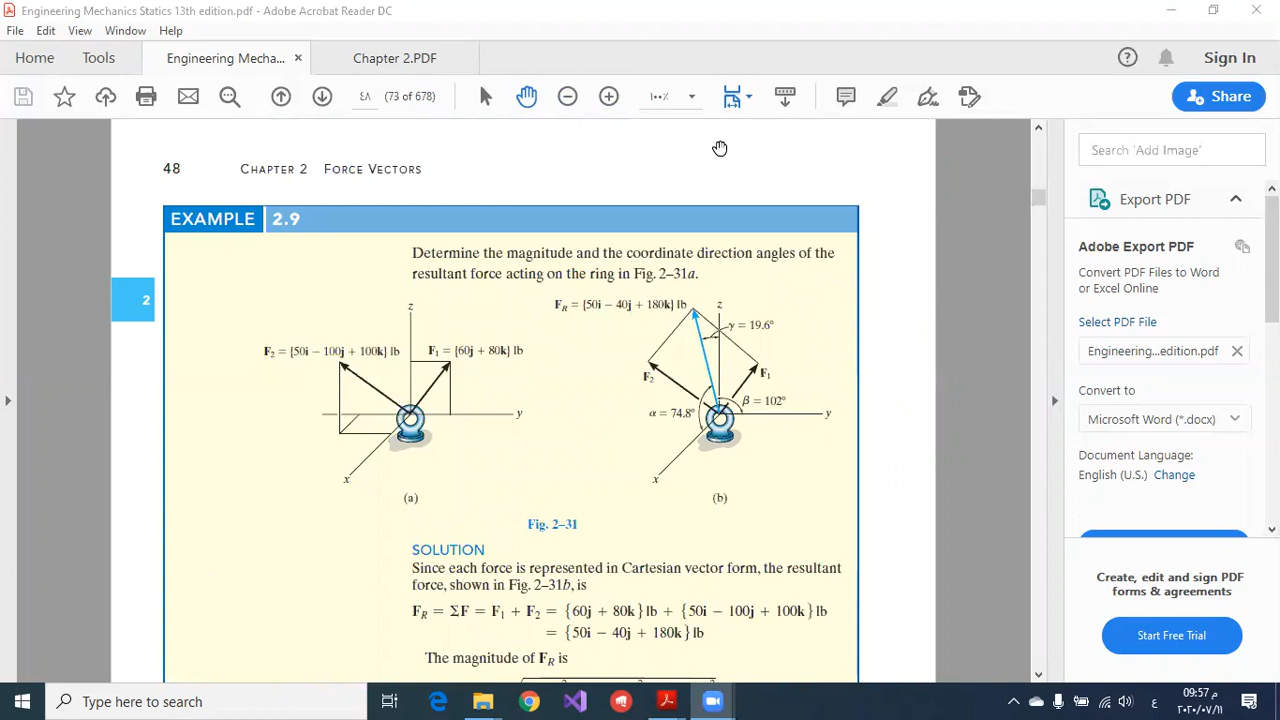 Engineering Mechanics Statics 13th edition.pdf - Adobe Acrobat Reader DC
File Edit View Window Help
Home Tools Engineering Mecha... × Chapter 2.PDF Sign In
٤٨ (73 of 678) ١٠٠٪ Share
48 CHAPTER 2 FORCE VECTORS
EXAMPLE 2.9
Determine the magnitude and the coordinate direction angles of the
resultant force acting on the ring in Fig. 2–31a.
2
z
F₂ = {50i − 100j + 100k} lb
F₁ = {60j + 80k} lb
y
x
(a)
F_R = {50i − 40j + 180k} lb
z
γ = 19.6°
F₂
F₁
β = 102°
α = 74.8°
y
x
(b)
Fig. 2–31
SOLUTION
Since each force is represented in Cartesian vector form, the resultant
force, shown in Fig. 2–31b, is
F_R = ΣF = F₁ + F₂ = {60j + 80k} lb + {50i − 100j + 100k} lb
= {50i − 40j + 180k} lb
The magnitude of F_R is
Search 'Add Image'
Export PDF
Adobe Export PDF
Convert PDF Files to Word
or Excel Online
Select PDF File
Engineering...edition.pdf ×
Convert to
Microsoft Word (*.docx)
Document Language:
English (U.S.) Change
Create, edit and sign PDF
forms & agreements
Start Free Trial
Type here to search
ع
09:57 م
٢٠٢٠/٠٧/١١